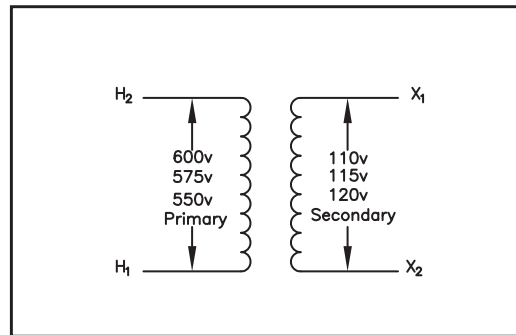 H2 X1
600v 110v
575v 115v
550v 120v
Primary Secondary
H1 X2